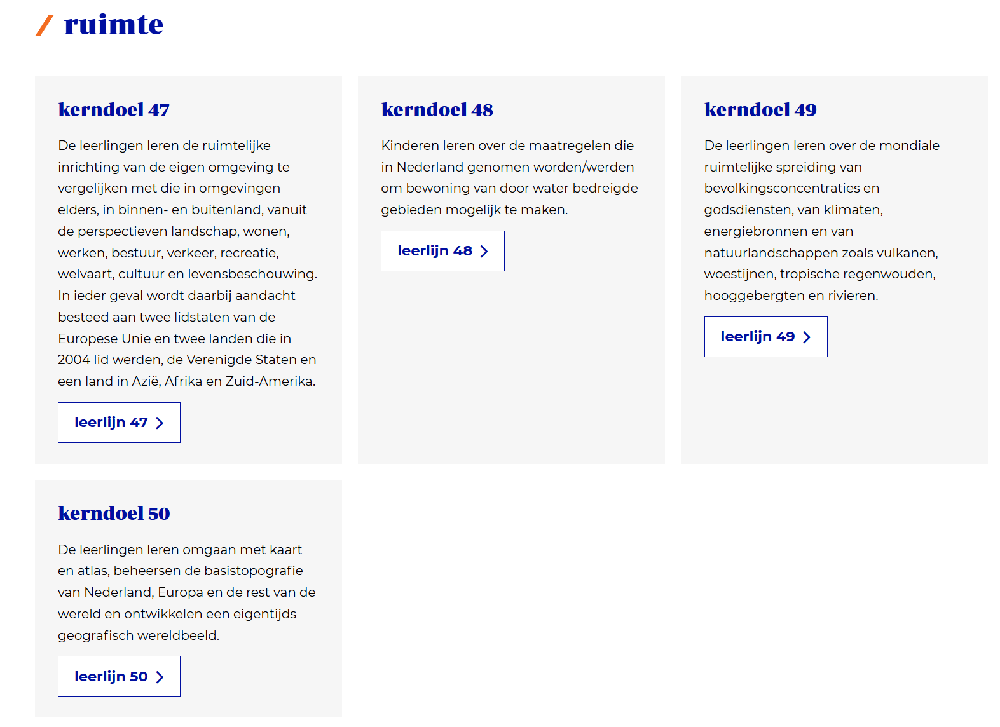 / ruimte
kerndoel 47
De leerlingen leren de ruimtelijke
inrichting van de eigen omgeving te
vergelijken met die in omgevingen
elders, in binnen- en buitenland, vanuit
de perspectieven landschap, wonen,
werken, bestuur, verkeer, recreatie,
welvaart, cultuur en levensbeschouwing.
In ieder geval wordt daarbij aandacht
besteed aan twee lidstaten van de
Europese Unie en twee landen die in
2004 lid werden, de Verenigde Staten en
een land in Azië, Afrika en Zuid-Amerika.
leerlijn 47
kerndoel 48
Kinderen leren over de maatregelen die
in Nederland genomen worden/werden
om bewoning van door water bedreigde
gebieden mogelijk te maken.
leerlijn 48
kerndoel 49
De leerlingen leren over de mondiale
ruimtelijke spreiding van
bevolkingsconcentraties en
godsdiensten, van klimaten,
energiebronnen en van
natuurlandschappen zoals vulkanen,
woestijnen, tropische regenwouden,
hooggebergten en rivieren.
leerlijn 49
kerndoel 50
De leerlingen leren omgaan met kaart
en atlas, beheersen de basistopografie
van Nederland, Europa en de rest van de
wereld en ontwikkelen een eigentijds
geografisch wereldbeeld.
leerlijn 50